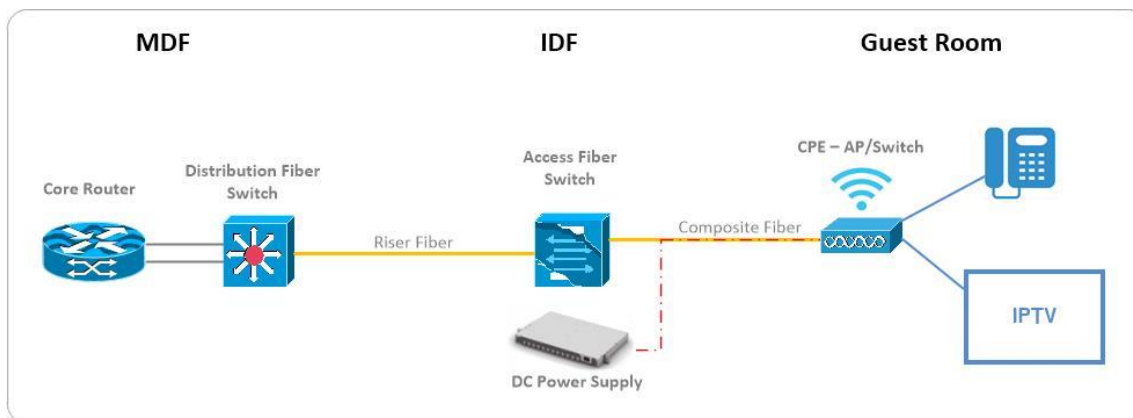 MDF
IDF
Guest Room
Core Router
Distribution Fiber
Switch
Riser Fiber
Access Fiber
Switch
DC Power Supply
Composite Fiber
CPE – AP/Switch
IPTV